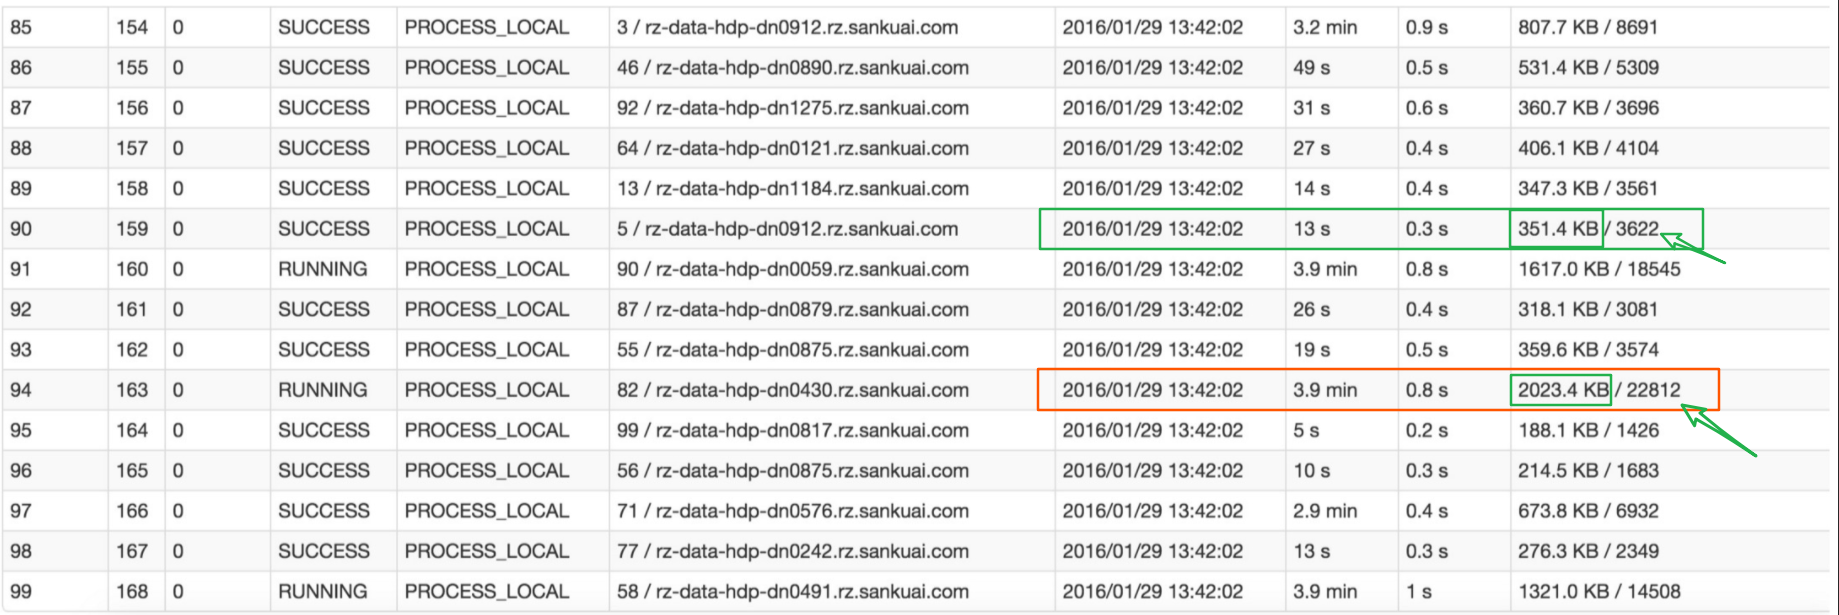 85 154 0 SUCCESS PROCESS_LOCAL 3 / rz-data-hdp-dn0912.rz.sankuai.com 2016/01/29 13:42:02 3.2 min 0.9 s 807.7 KB / 8691
86 155 0 SUCCESS PROCESS_LOCAL 46 / rz-data-hdp-dn0890.rz.sankuai.com 2016/01/29 13:42:02 49 s 0.5 s 531.4 KB / 5309
87 156 0 SUCCESS PROCESS_LOCAL 92 / rz-data-hdp-dn1275.rz.sankuai.com 2016/01/29 13:42:02 31 s 0.6 s 360.7 KB / 3696
88 157 0 SUCCESS PROCESS_LOCAL 64 / rz-data-hdp-dn0121.rz.sankuai.com 2016/01/29 13:42:02 27 s 0.4 s 406.1 KB / 4104
89 158 0 SUCCESS PROCESS_LOCAL 13 / rz-data-hdp-dn1184.rz.sankuai.com 2016/01/29 13:42:02 14 s 0.4 s 347.3 KB / 3561
90 159 0 SUCCESS PROCESS_LOCAL 5 / rz-data-hdp-dn0912.rz.sankuai.com 2016/01/29 13:42:02 13 s 0.3 s 351.4 KB / 3622
91 160 0 RUNNING PROCESS_LOCAL 90 / rz-data-hdp-dn0059.rz.sankuai.com 2016/01/29 13:42:02 3.9 min 0.8 s 1617.0 KB / 18545
92 161 0 SUCCESS PROCESS_LOCAL 87 / rz-data-hdp-dn0879.rz.sankuai.com 2016/01/29 13:42:02 26 s 0.4 s 318.1 KB / 3081
93 162 0 SUCCESS PROCESS_LOCAL 55 / rz-data-hdp-dn0875.rz.sankuai.com 2016/01/29 13:42:02 19 s 0.5 s 359.6 KB / 3574
94 163 0 RUNNING PROCESS_LOCAL 82 / rz-data-hdp-dn0430.rz.sankuai.com 2016/01/29 13:42:02 3.9 min 0.8 s 2023.4 KB / 22812
95 164 0 SUCCESS PROCESS_LOCAL 99 / rz-data-hdp-dn0817.rz.sankuai.com 2016/01/29 13:42:02 5 s 0.2 s 188.1 KB / 1426
96 165 0 SUCCESS PROCESS_LOCAL 56 / rz-data-hdp-dn0875.rz.sankuai.com 2016/01/29 13:42:02 10 s 0.3 s 214.5 KB / 1683
97 166 0 SUCCESS PROCESS_LOCAL 71 / rz-data-hdp-dn0576.rz.sankuai.com 2016/01/29 13:42:02 2.9 min 0.4 s 673.8 KB / 6932
98 167 0 SUCCESS PROCESS_LOCAL 77 / rz-data-hdp-dn0242.rz.sankuai.com 2016/01/29 13:42:02 13 s 0.3 s 276.3 KB / 2349
99 168 0 RUNNING PROCESS_LOCAL 58 / rz-data-hdp-dn0491.rz.sankuai.com 2016/01/29 13:42:02 3.9 min 1 s 1321.0 KB / 14508